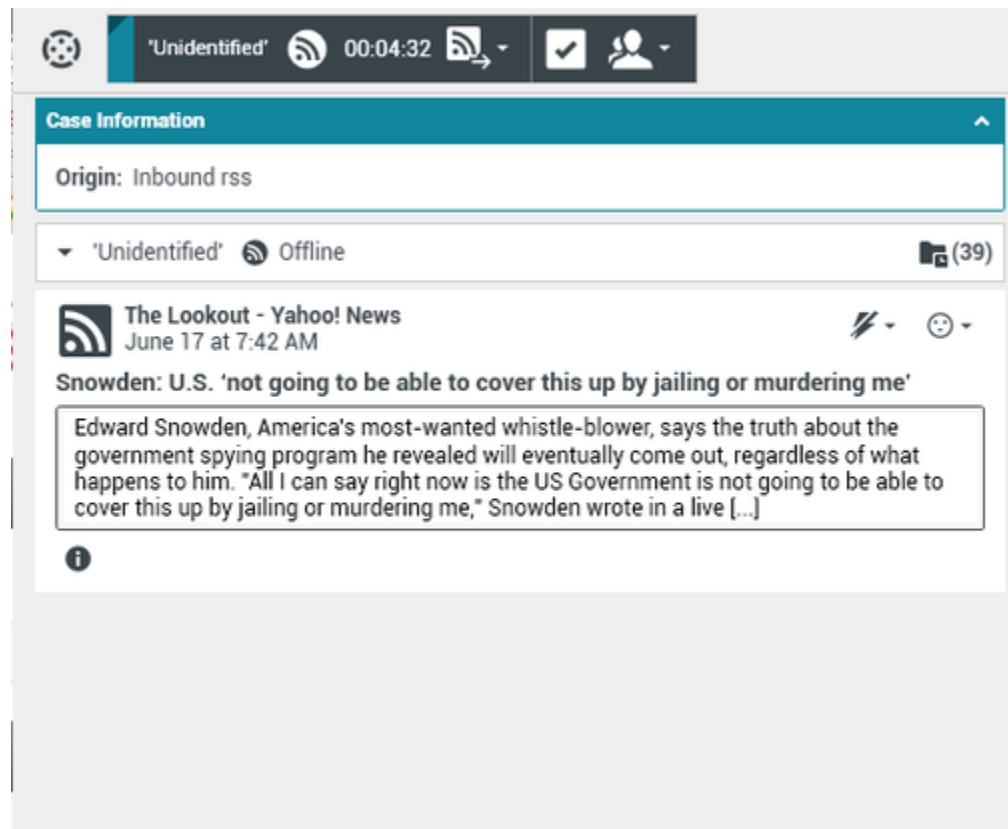 'Unidentified' 00:04:32
Case Information
Origin: Inbound rss
'Unidentified' Offline (39)
The Lookout - Yahoo! News
June 17 at 7:42 AM
Snowden: U.S. ‘not going to be able to cover this up by jailing or murdering me’
Edward Snowden, America's most-wanted whistle-blower, says the truth about the
government spying program he revealed will eventually come out, regardless of what
happens to him. "All I can say right now is the US Government is not going to be able to
cover this up by jailing or murdering me," Snowden wrote in a live [...]